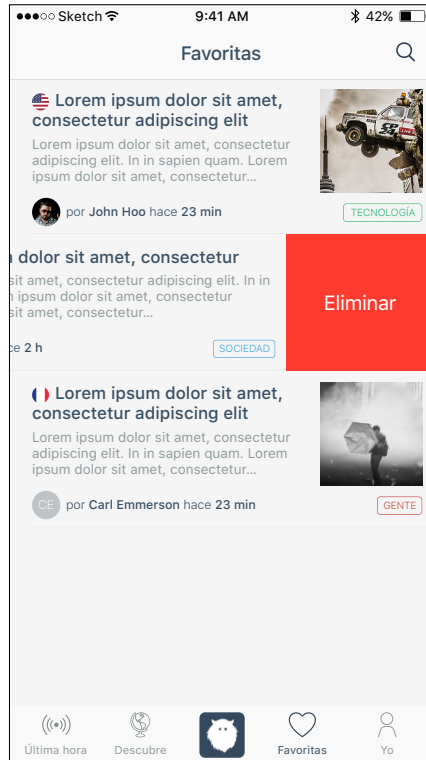 Sketch 9:41 AM 42%
Favoritas
Lorem ipsum dolor sit amet,
consectetur adipiscing elit
Lorem ipsum dolor sit amet, consectetur
adipiscing elit. In in sapien quam. Lorem
ipsum dolor sit amet, consectetur...
por John Hoo hace 23 min
TECNOLOGÍA
dolor sit amet, consectetur
sit amet, consectetur adipiscing elit. In in
ipsum dolor sit amet, consectetur
sit amet, consectetur...
Eliminar
ce 2 h
SOCIEDAD
Lorem ipsum dolor sit amet,
consectetur adipiscing elit
Lorem ipsum dolor sit amet, consectetur
adipiscing elit. In in sapien quam. Lorem
ipsum dolor sit amet, consectetur...
CE por Carl Emmerson hace 23 min
GENTE
Última hora Descubre Favoritas Yo